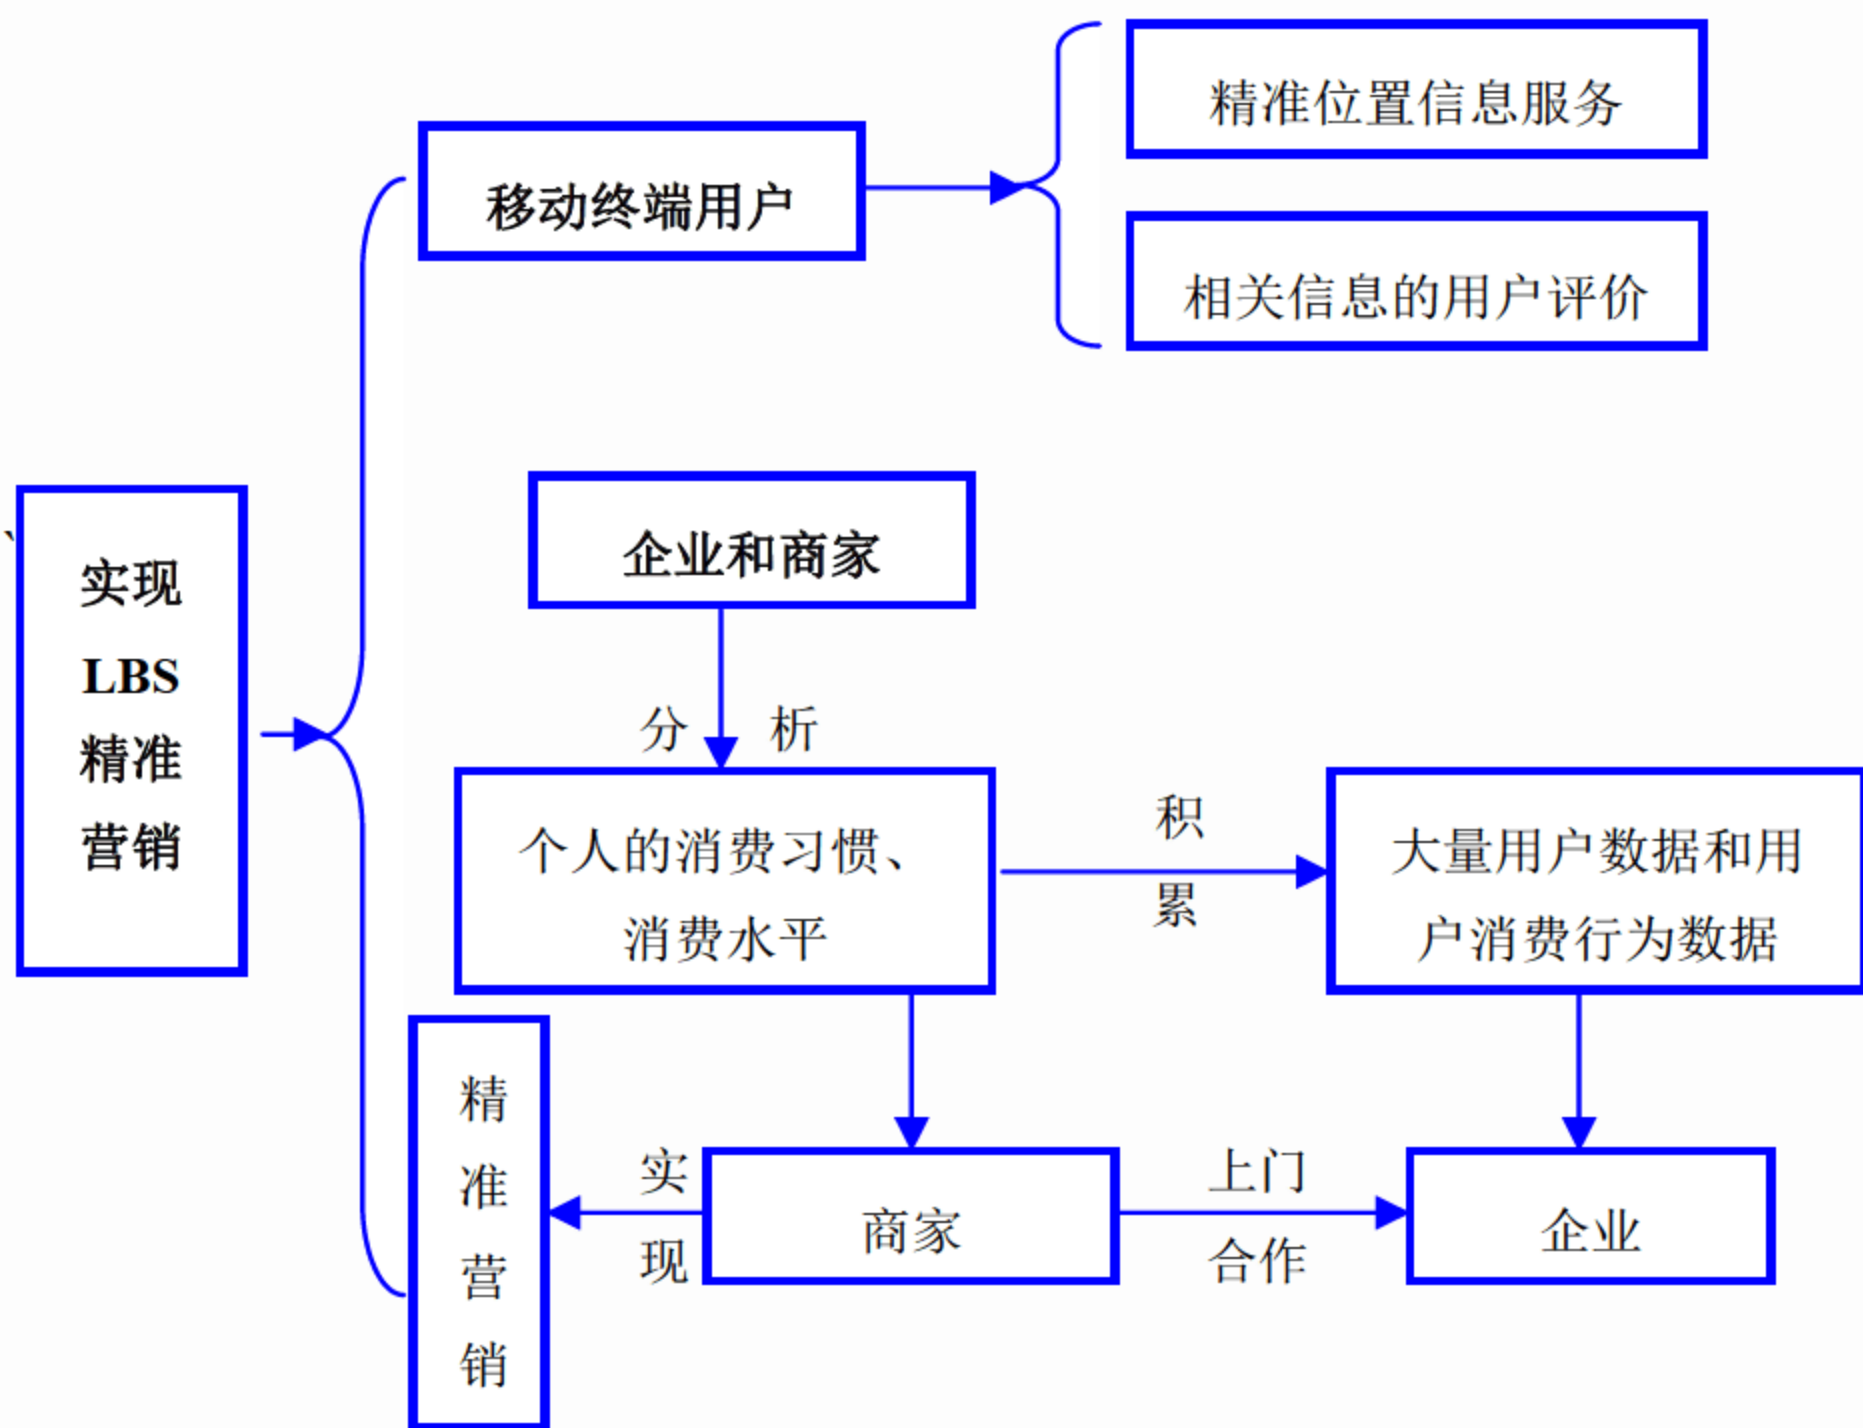 精准位置信息服务
移动终端用户
相关信息的用户评价
企业和商家
、
实现
LBS
精准
营销
分 析
个人的消费习惯、
消费水平
积
累
大量用户数据和用
户消费行为数据
精
准
营
销
实
现
商家
上门
合作
企业